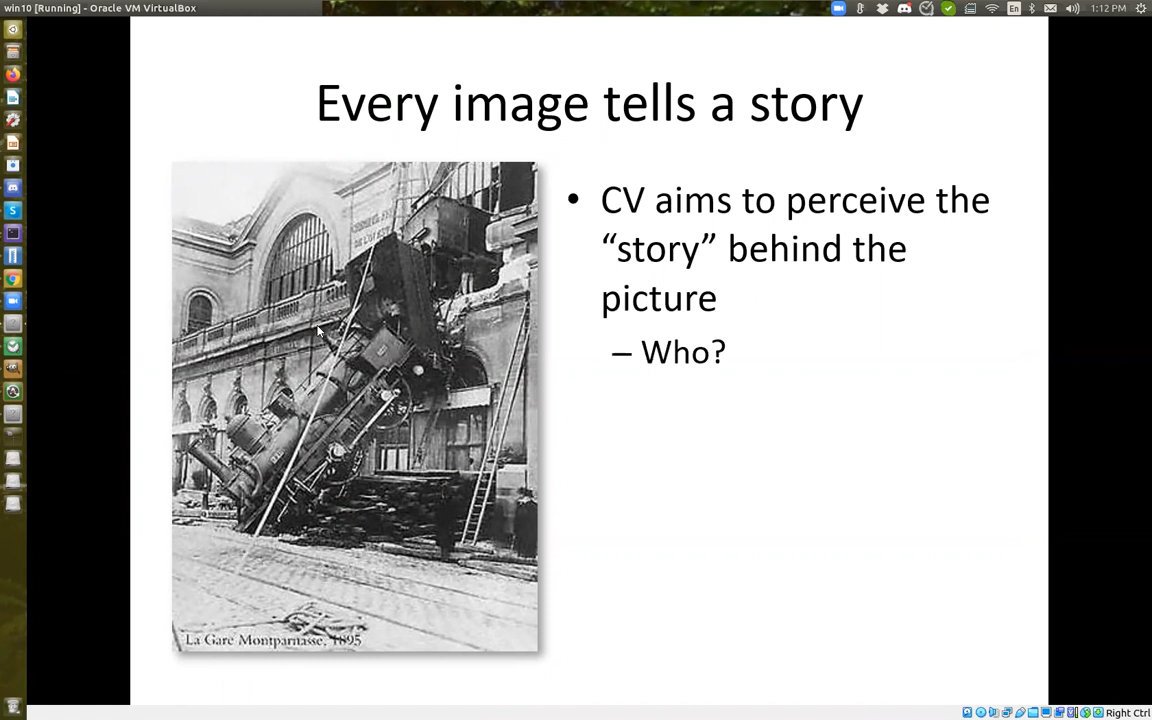 win10 [Running] - Oracle VM VirtualBox
En
1:12 PM
Every image tells a story
• CV aims to perceive the
“story” behind the
picture
– Who?
La Gare Montparnasse, 1895
Right Ctrl